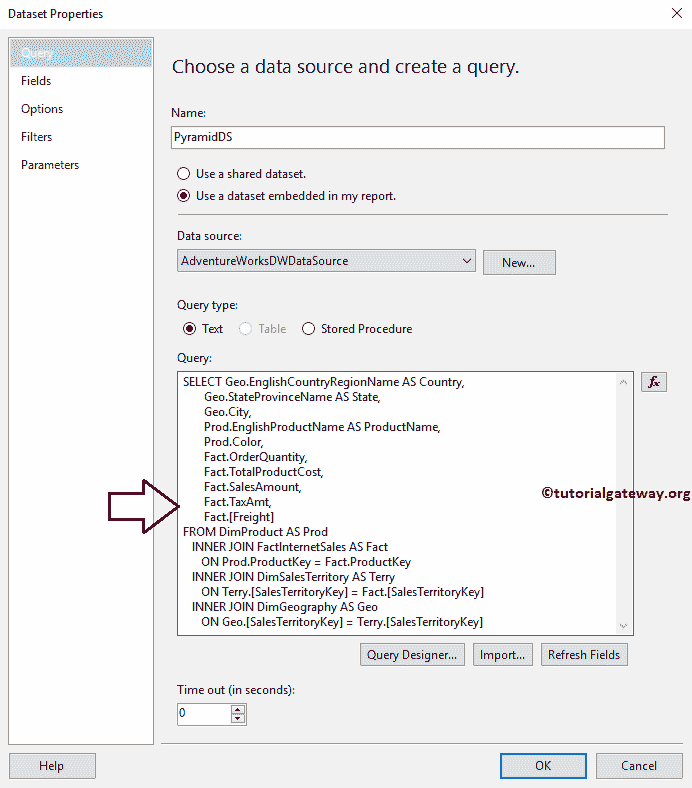 Dataset Properties
Query
Fields
Options
Filters
Parameters
Choose a data source and create a query.
Name:
PyramidDS
Use a shared dataset.
Use a dataset embedded in my report.
Data source:
AdventureWorksDWDataSource
New...
Query type:
Text
Table
Stored Procedure
Query:
fx
SELECT Geo.EnglishCountryRegionName AS Country,
Geo.StateProvinceName AS State,
Geo.City,
Prod.EnglishProductName AS ProductName,
Prod.Color,
Fact.OrderQuantity,
Fact.TotalProductCost,
Fact.SalesAmount,
Fact.TaxAmt,
Fact.[Freight]
FROM DimProduct AS Prod
INNER JOIN FactInternetSales AS Fact
ON Prod.ProductKey = Fact.ProductKey
INNER JOIN DimSalesTerritory AS Terry
ON Terry.[SalesTerritoryKey] = Fact.[SalesTerritoryKey]
INNER JOIN DimGeography AS Geo
ON Geo.[SalesTerritoryKey] = Terry.[SalesTerritoryKey]
©tutorialgateway.org
Query Designer...
Import...
Refresh Fields
Time out (in seconds):
0
Help
OK
Cancel